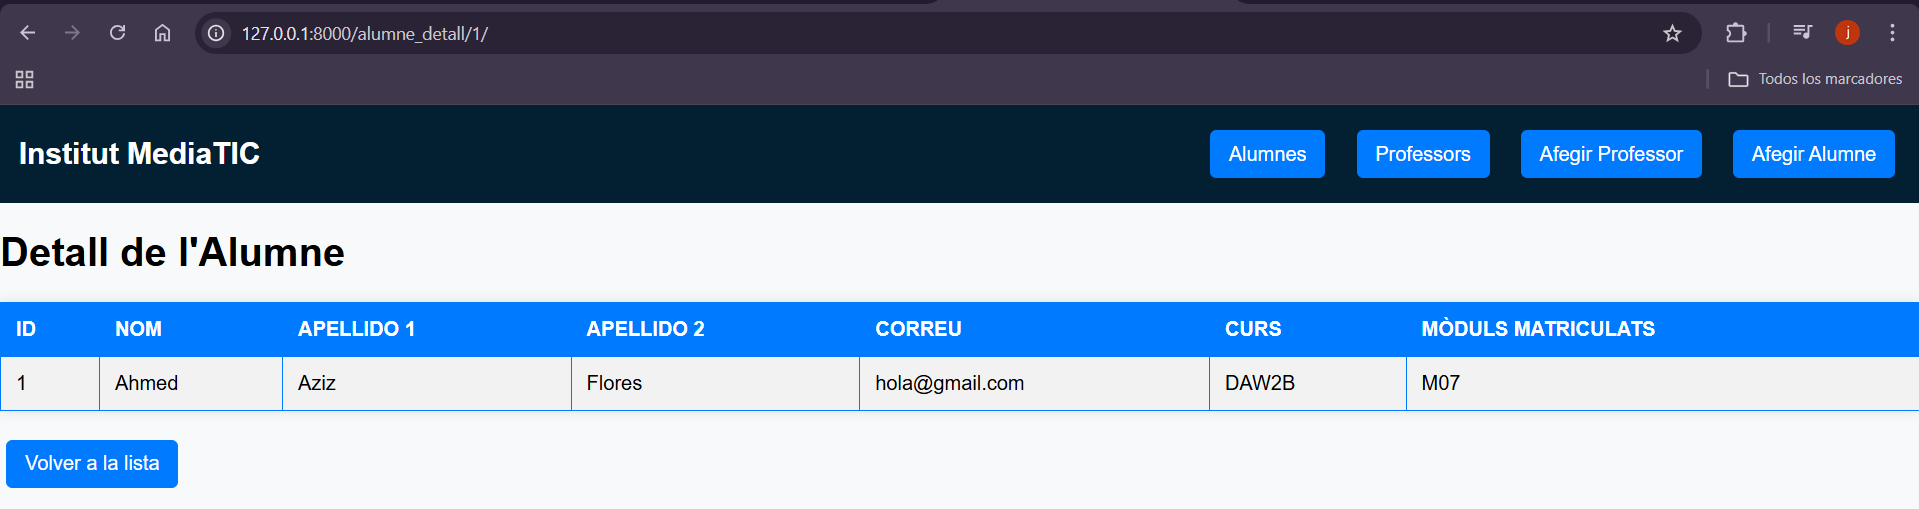 127.0.0.1:8000/alumne_detall/1/
j
Todos los marcadores
Institut MediaTIC
Alumnes
Professors
Afegir Professor
Afegir Alumne
Detall de l'Alumne
ID NOM APELLIDO 1 APELLIDO 2 CORREU CURS MÒDULS MATRICULATS
1 Ahmed Aziz Flores hola@gmail.com DAW2B M07
Volver a la lista